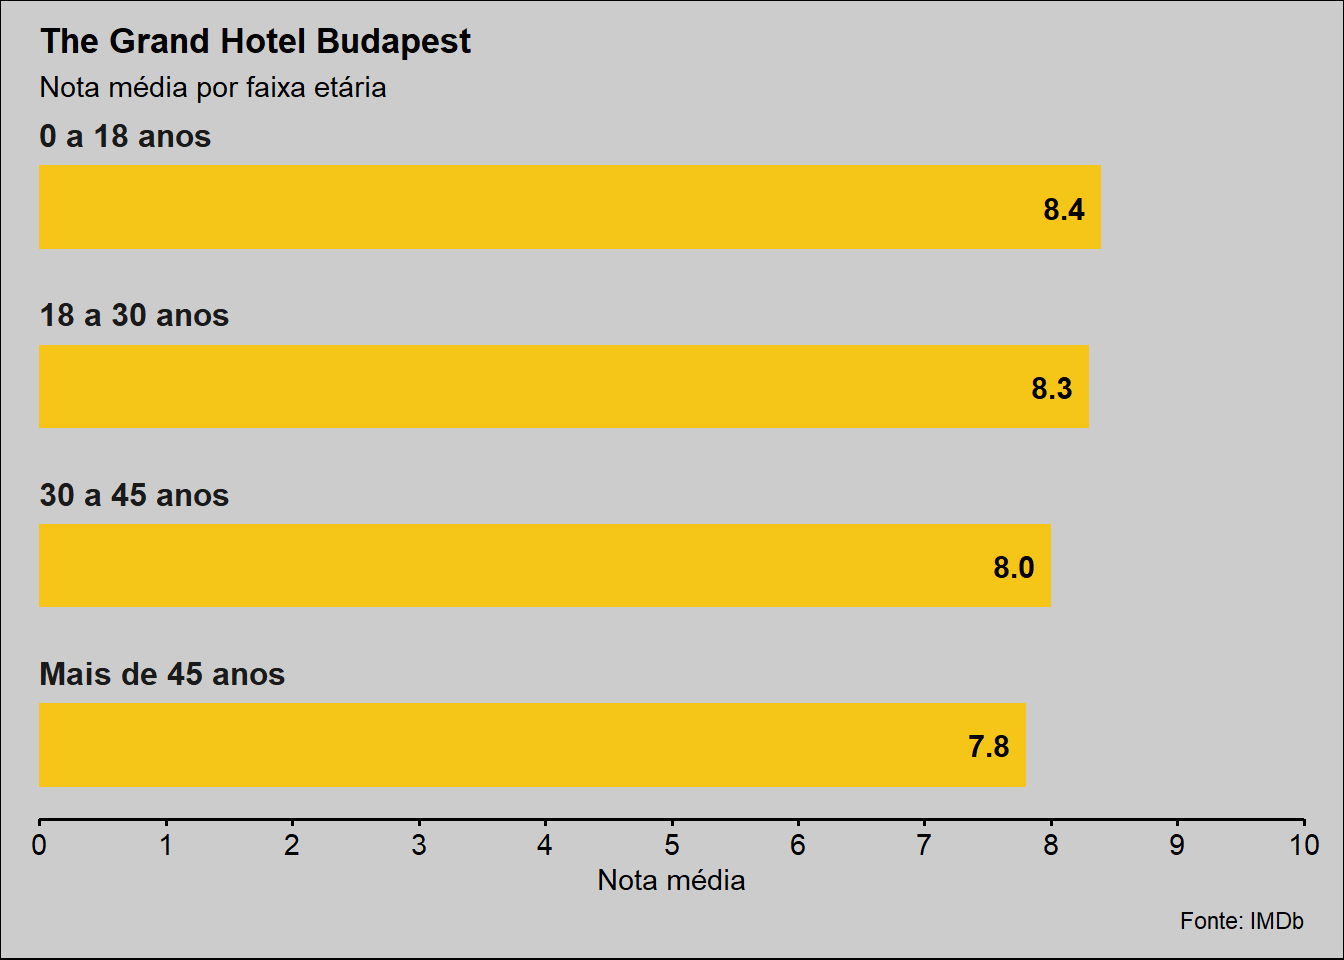 The Grand Hotel Budapest
Nota média por faixa etária
0 a 18 anos
8.4
18 a 30 anos
8.3
30 a 45 anos
8.0
Mais de 45 anos
7.8
0 1 2 3 4 5 6 7 8 9 10
Nota média
Fonte: IMDb